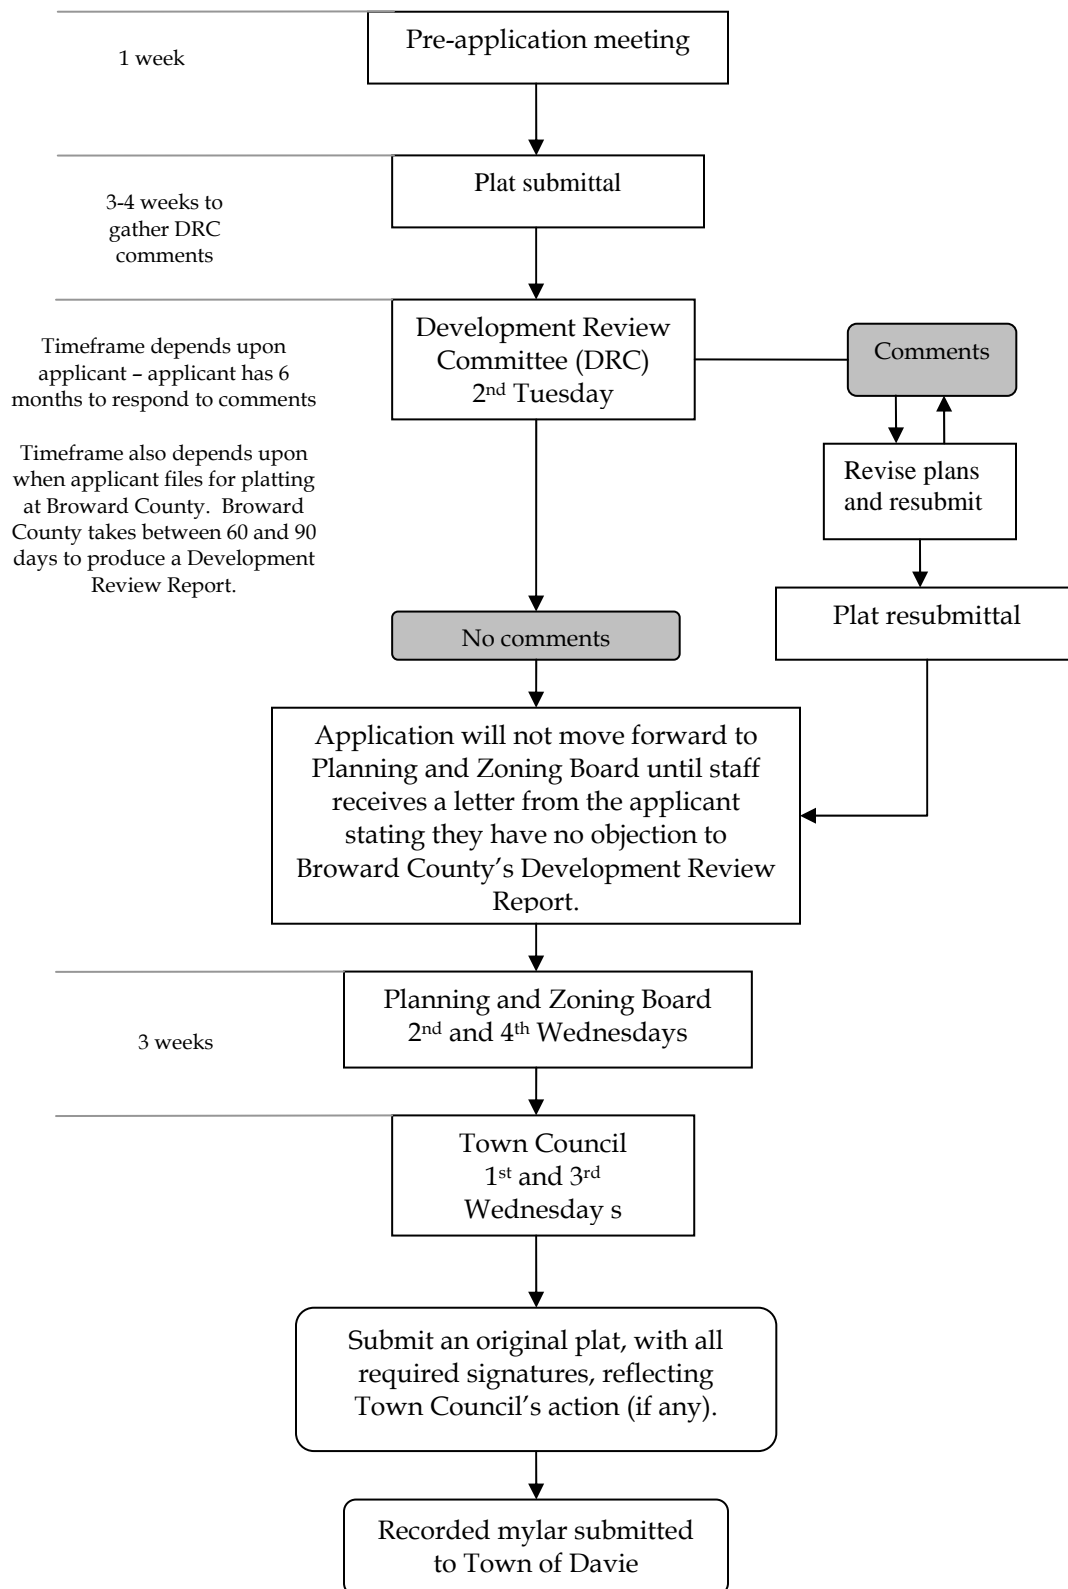 Pre-application meeting
1 week
Plat submittal
3-4 weeks to
gather DRC
comments
Development Review
Committee (DRC)
2nd Tuesday
Comments
Timeframe depends upon
applicant – applicant has 6
months to respond to comments
Timeframe also depends upon
when applicant files for platting
at Broward County. Broward
County takes between 60 and 90
days to produce a Development
Review Report.
Revise plans
and resubmit
Plat resubmittal
No comments
Application will not move forward to
Planning and Zoning Board until staff
receives a letter from the applicant
stating they have no objection to
Broward County’s Development Review
Report.
Planning and Zoning Board
2nd and 4th Wednesdays
3 weeks
Town Council
1st and 3rd
Wednesday s
Submit an original plat, with all
required signatures, reflecting
Town Council’s action (if any).
Recorded mylar submitted
to Town of Davie